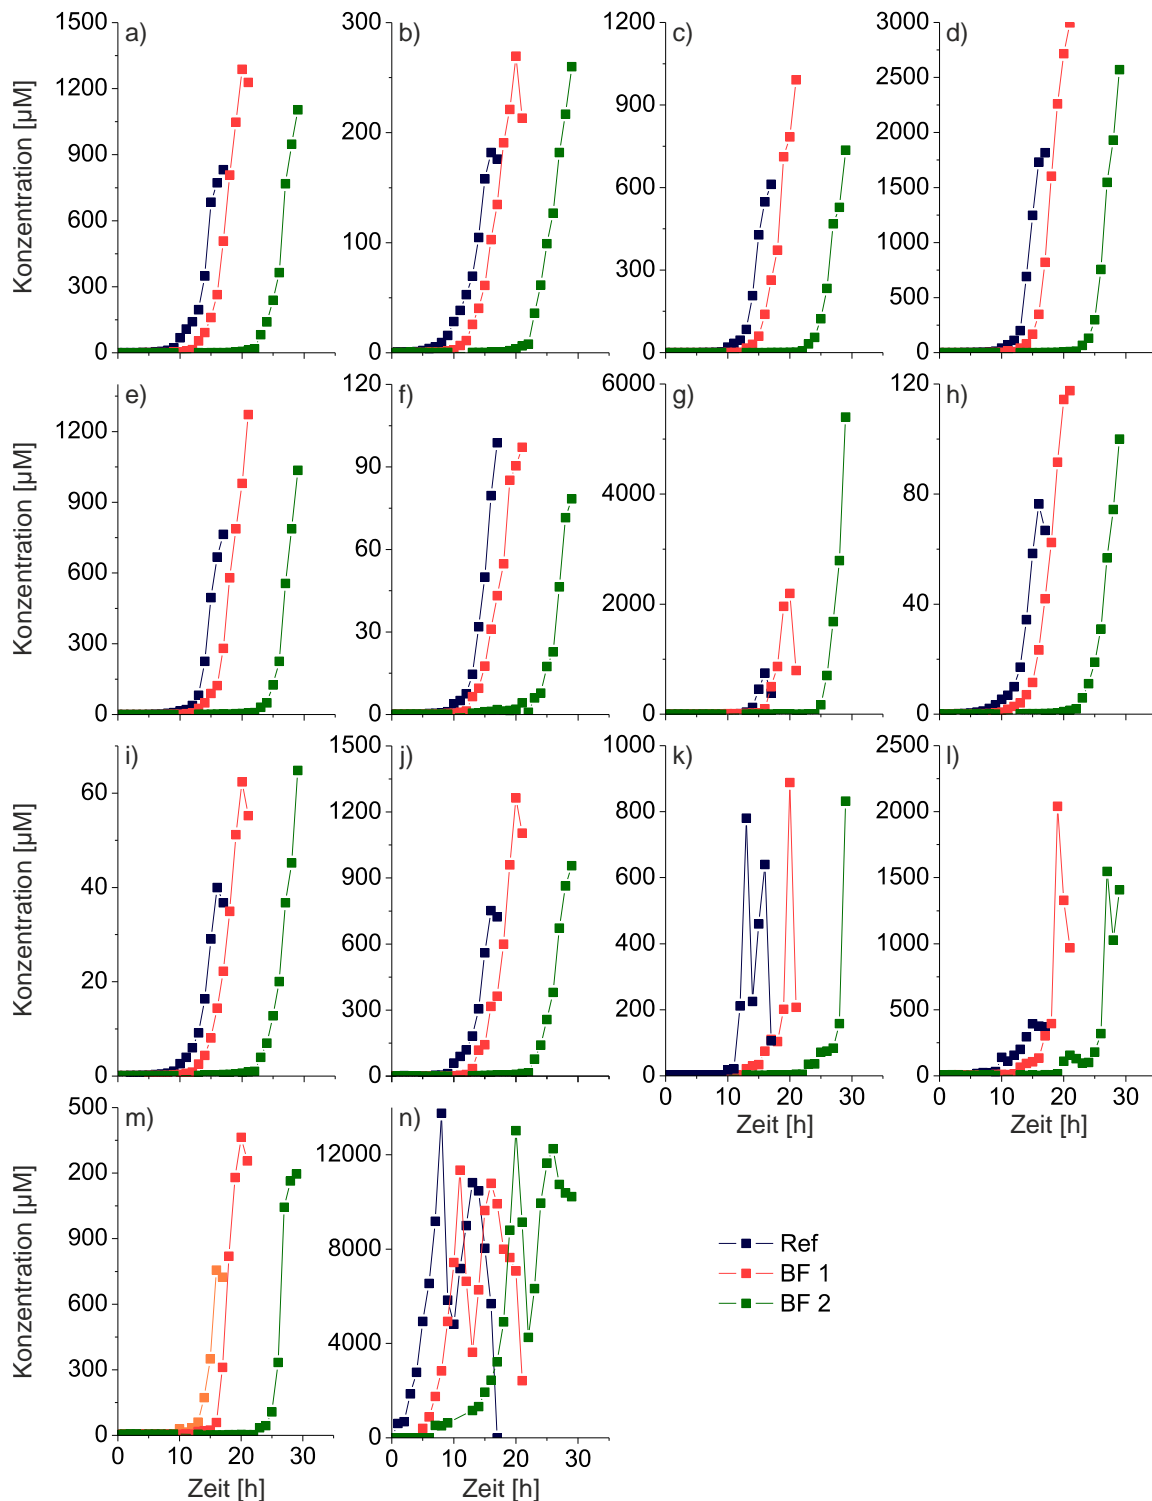 a) b) c) d)
1500 300 1200 3000
1200 2500
900
900 200 2000
600
600 1500
100 1000
300 300
500
0 0 0 0
Konzentration [µM]
e) f) g) h)
120 6000 120
1200
90
900 4000 80
60
600
2000 40
300 30
0 0 0 0
Konzentration [µM]
i) j) k) l)
1500 1000 2500
60 1200 800 2000
900 600 1500
40
600 400 1000
20
300 200 500
0 0 0 0
Konzentration [µM]
0 10 20 30 0 10 20 30
Zeit [h] Zeit [h]
m) n)
500
12000
200
900 8000
600
4000
300
0 0
Konzentration [µM]
0 10 20 30 0 10 20 30
Zeit [h] Zeit [h]
Ref
BF 1
BF 2